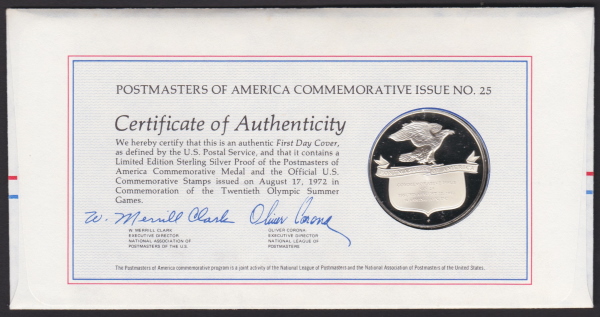 POSTMASTERS OF AMERICA COMMEMORATIVE ISSUE NO. 25
Certificate of Authenticity
We hereby certify that this is an authentic First Day Cover,
as defined by the U.S. Postal Service, and that it contains a
Limited Edition Sterling Silver Proof of the Postmasters of
America Commemorative Medal and the Official U.S.
Commemorative Stamps issued on August 17, 1972 in
Commemoration of the Twentieth Olympic Summer
Games.
W. Merrill Clark
Oliver Corona
W. MERRILL CLARK
EXECUTIVE DIRECTOR
NATIONAL ASSOCIATION OF
POSTMASTERS OF THE U.S.
OLIVER CORONA
EXECUTIVE DIRECTOR
NATIONAL LEAGUE OF
POSTMASTERS
The Postmasters of America commemorative program is a joint activity of the National League of Postmasters and the National Association of Postmasters of the United States.